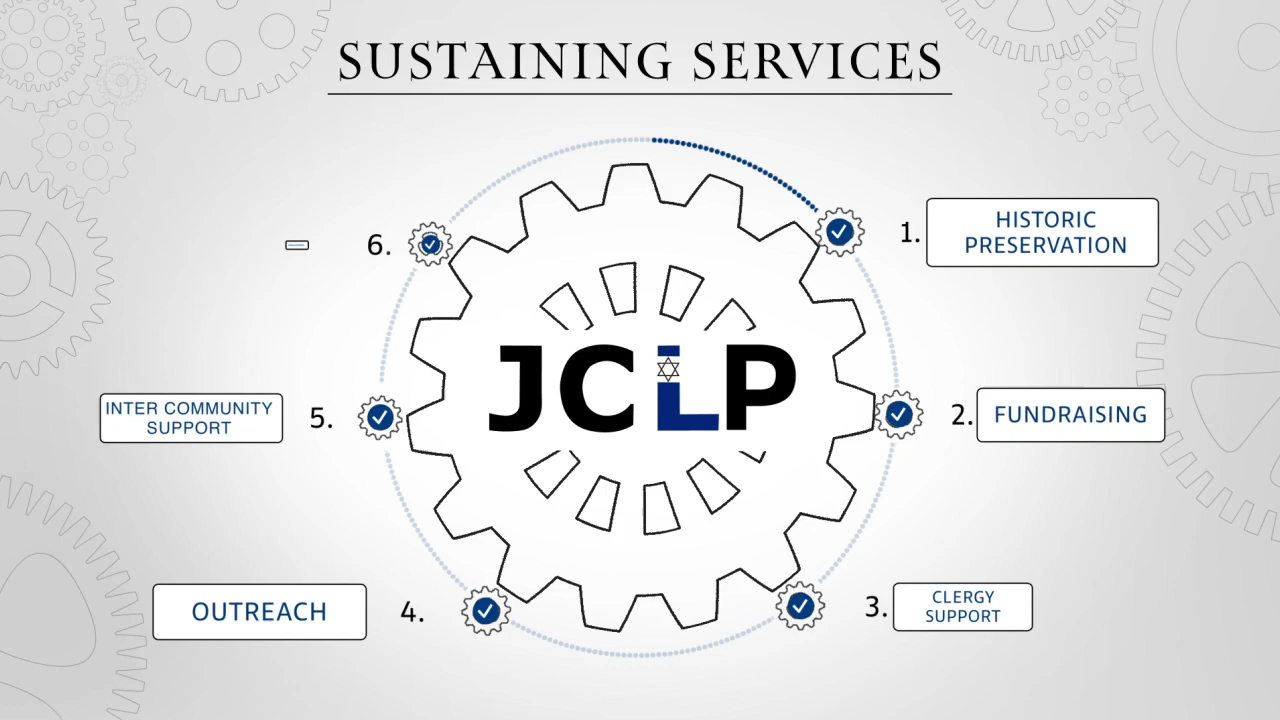 SUSTAINING SERVICES
1. HISTORIC
PRESERVATION
2. FUNDRAISING
3. CLERGY
SUPPORT
4. OUTREACH
5. INTER COMMUNITY
SUPPORT
6.
JCLP